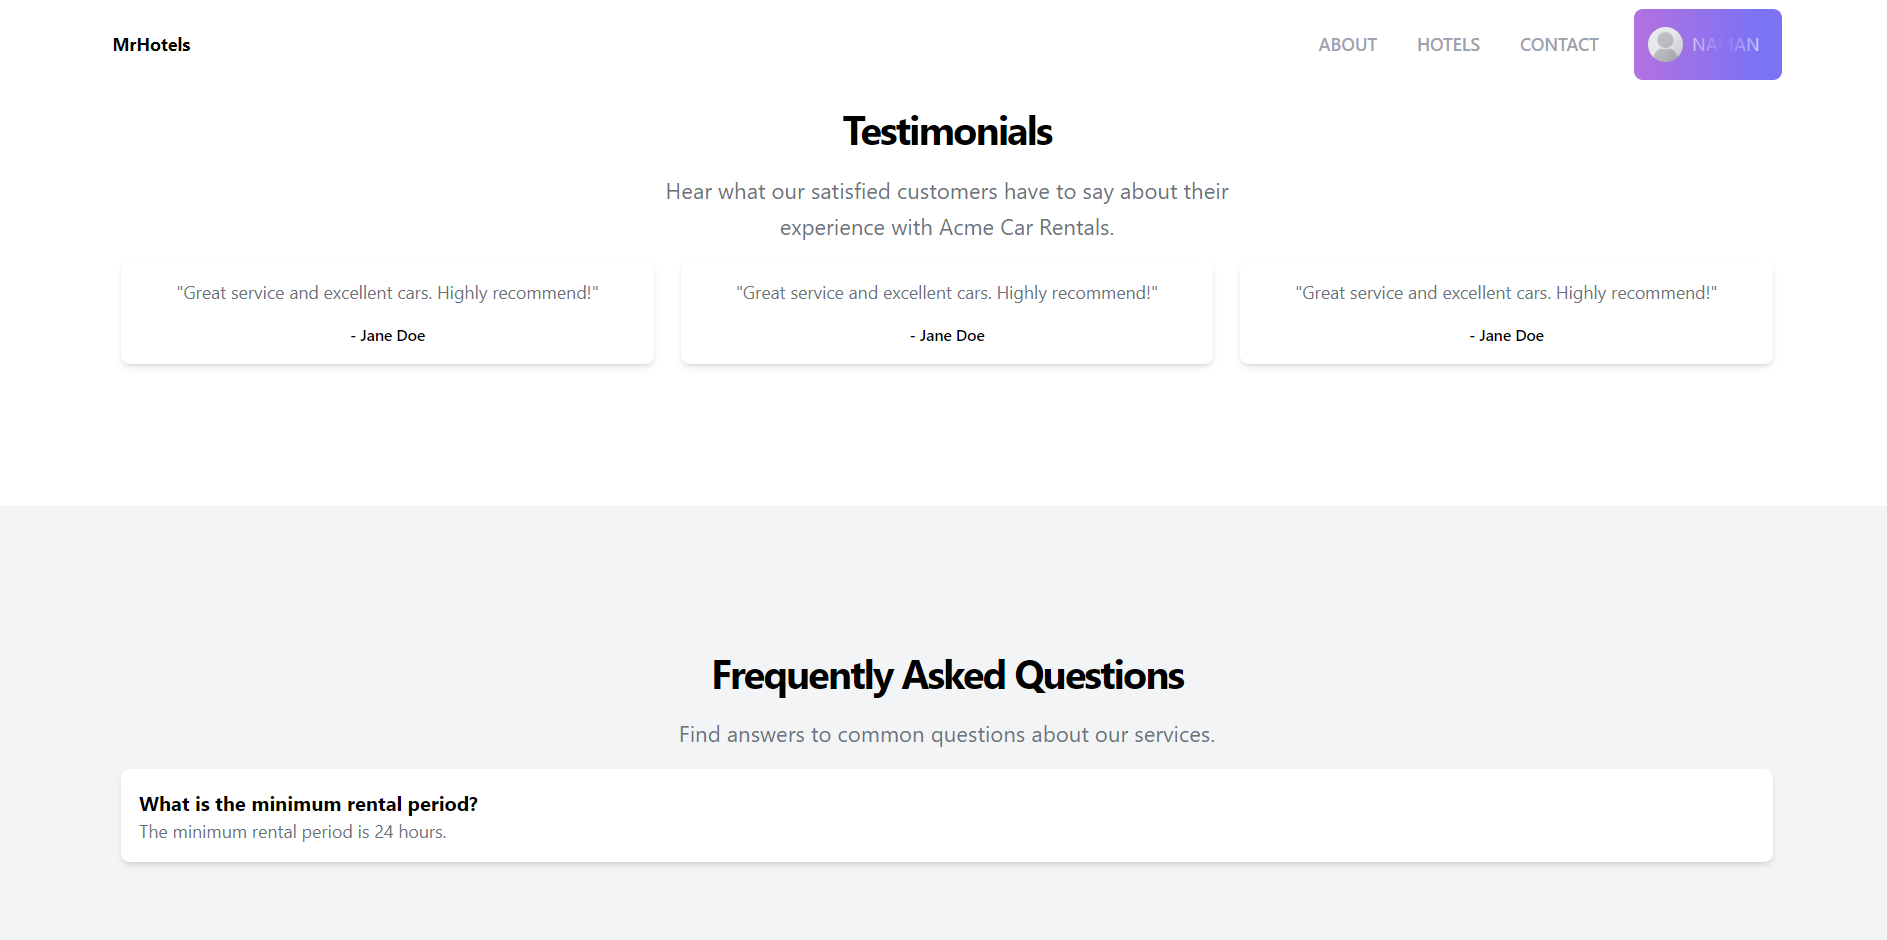 MrHotels
ABOUT
HOTELS
CONTACT
NAMAN
Testimonials
Hear what our satisfied customers have to say about their
experience with Acme Car Rentals.
"Great service and excellent cars. Highly recommend!"
- Jane Doe
"Great service and excellent cars. Highly recommend!"
- Jane Doe
"Great service and excellent cars. Highly recommend!"
- Jane Doe
Frequently Asked Questions
Find answers to common questions about our services.
What is the minimum rental period?
The minimum rental period is 24 hours.